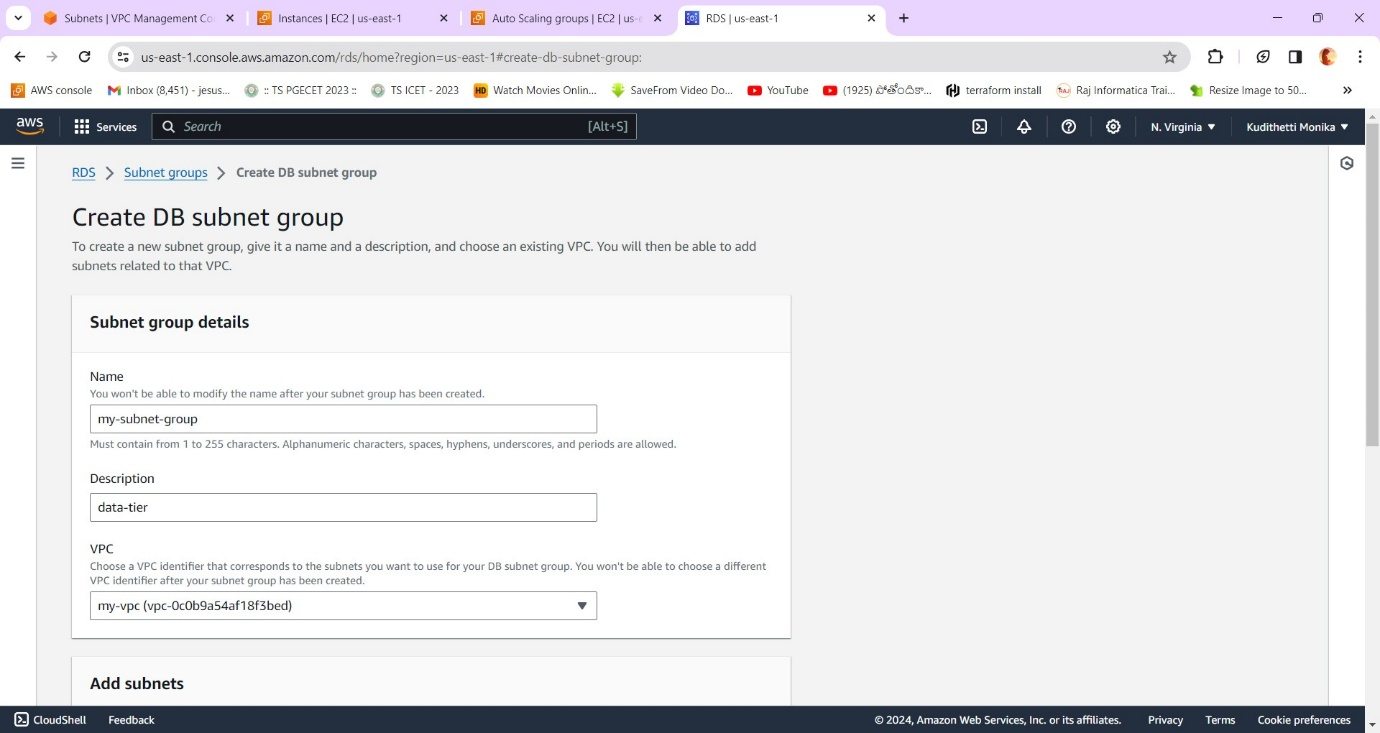 Subnets | VPC Management Co
Instances | EC2 | us-east-1
Auto Scaling groups | EC2 | us-e
RDS | us-east-1
us-east-1.console.aws.amazon.com/rds/home?region=us-east-1#create-db-subnet-group:
AWS console
Inbox (8,451) - jesus...
:: TS PGECET 2023 ::
TS ICET - 2023
HD Watch Movies Onlin...
SaveFrom Video Do...
YouTube
terraform install
Raj Informatica Trai...
Resize Image to 50...
aws
Services
Search
[Alt+S]
N. Virginia
Kudithetti Monika
RDS > Subnet groups > Create DB subnet group
Create DB subnet group
To create a new subnet group, give it a name and a description, and choose an existing VPC. You will then be able to add
subnets related to that VPC.
Subnet group details
Name
You won't be able to modify the name after your subnet group has been created.
my-subnet-group
Must contain from 1 to 255 characters. Alphanumeric characters, spaces, hyphens, underscores, and periods are allowed.
Description
data-tier
VPC
Choose a VPC identifier that corresponds to the subnets you want to use for your DB subnet group. You won't be able to choose a different
VPC identifier after your subnet group has been created.
my-vpc (vpc-0c0b9a54af18f3bed)
Add subnets
CloudShell
Feedback
© 2024, Amazon Web Services, Inc. or its affiliates.
Privacy
Terms
Cookie preferences